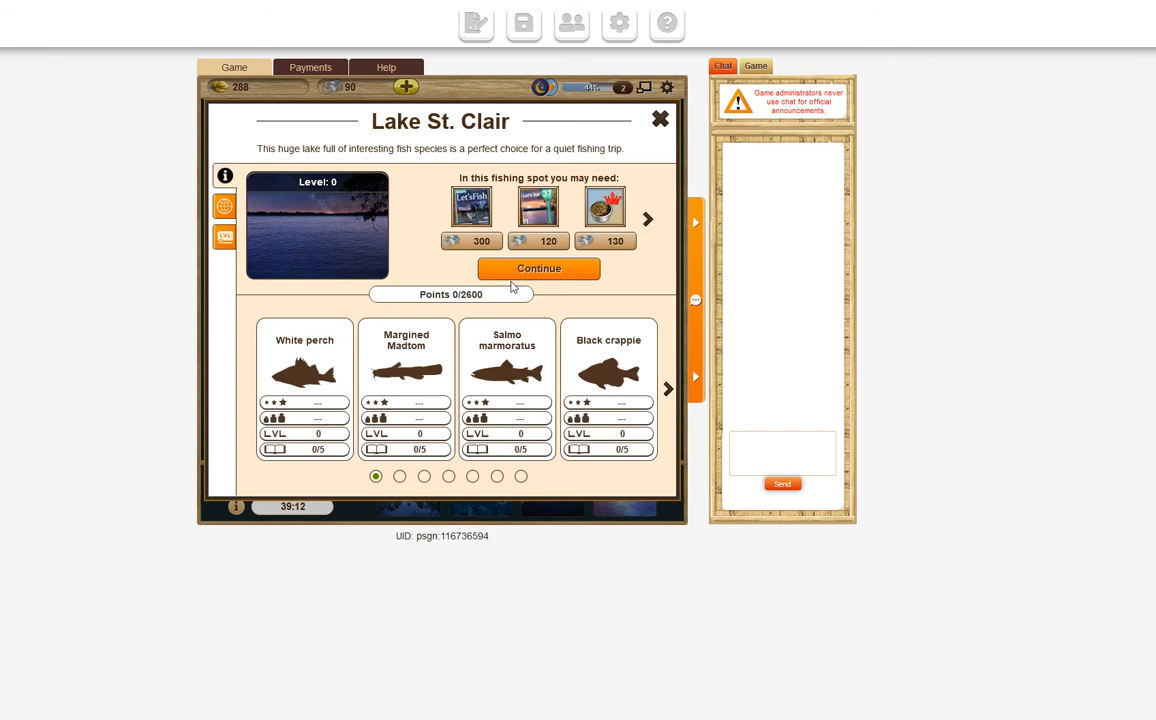 Game Payments Help
Chat Game
288 90 44% 2
Game administrators never
use chat for official
announcements.
Lake St. Clair
This huge lake full of interesting fish species is a perfect choice for a quiet fishing trip.
Level: 0
In this fishing spot you may need:
Let'sFish
37
300 120 130
Continue
Points 0/2600
White perch
--- 
---
LVL 0
0/5
Margined
Madtom
---
---
LVL 0
0/5
Salmo
marmoratus
---
---
LVL 0
0/5
Black crappie
---
---
LVL 0
0/5
LVL
39:12
Send
UID: psgn:116736594